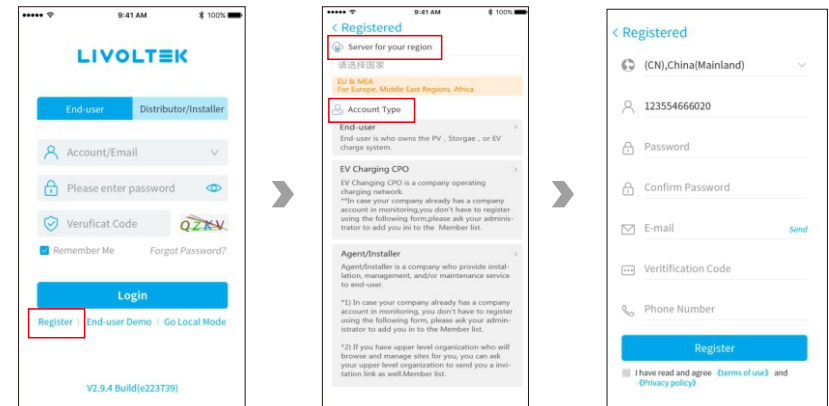 9:41 AM
100%
LIVOLTEK
End-user
Distributor/Installer
Account/Email
Please enter password
Veruficat Code
QZKV
Remember Me
Forgot Password?
Login
Register | End-user Demo | Go Local Mode
V2.9.4 Build(e223739)
9:41 AM
100%
< Registered
Server for your region
请选择国家
EU & MEA
For Europe, Middle East Regions, Africa.
Account Type
End-user >
End-user is who owns the PV , Storgae , or EV
charge system.
EV Charging CPO >
EV Changing CPO is a company operating
charging network.
**In case your company already has a company
account in monitoring,you don't have to register
using the following form,please ask your adminis-
trator to add you in to the Member list.
Agent/Installer >
Agent/Installer is a company who provide instal-
lation, management, and/or maintenance service
to end-user.
*1) In case your company already has a company
account in monitoring, you don't have to register
using the following form, please ask your admin-
istrator to add you in to the Member list.
*2) If you have upper level organization who will
browse and manage sites for you, you can ask
your upper level organization to send you a invi-
tation link as well.Member list.
< Registered
(CN),China(Mainland)
123554666020
Password
Confirm Password
E-mail
Send
Veritification Code
Phone Number
Register
I have read and agree 《terms of use》 and
《Privacy policy》